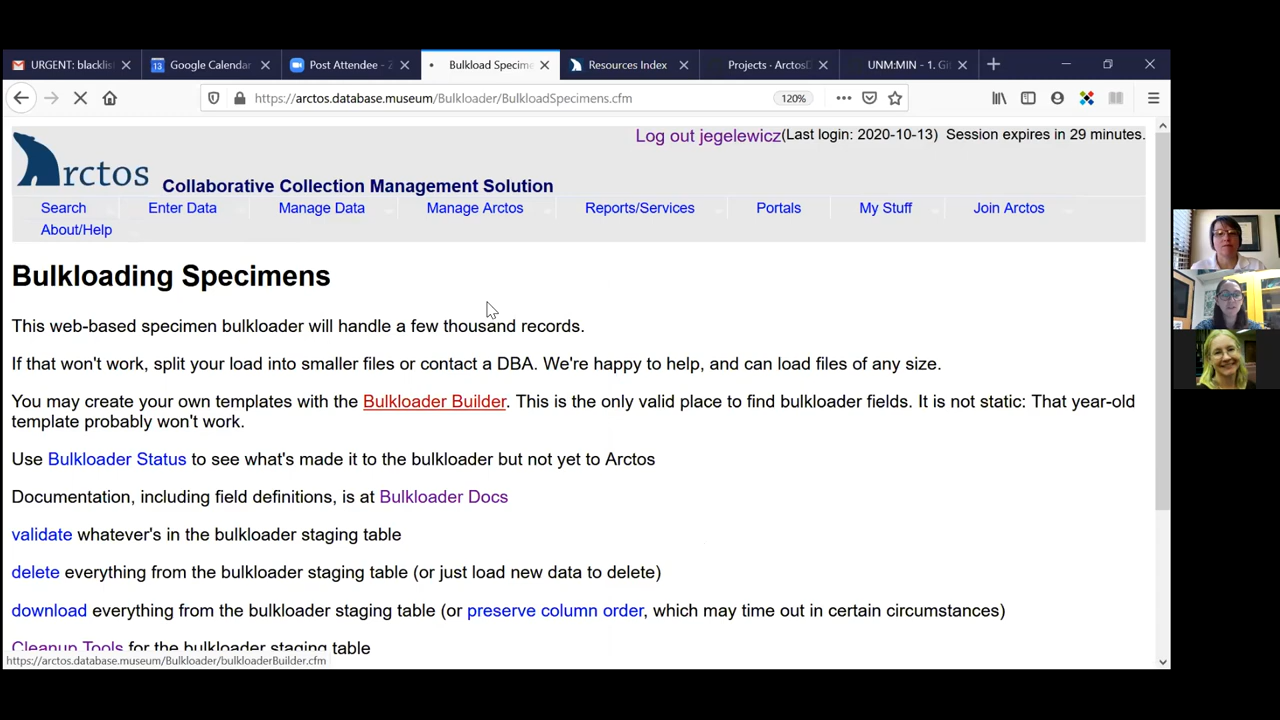 URGENT: blacklis
Google Calendar
Post Attendee -
Bulkload Specime
Resources Index
Projects - ArctosD
UNM:MIN - 1. Gi
https://arctos.database.museum/Bulkloader/BulkloadSpecimens.cfm
120%
Log out jegelewicz(Last login: 2020-10-13) Session expires in 29 minutes.
Arctos Collaborative Collection Management Solution
Search Enter Data Manage Data Manage Arctos Reports/Services Portals My Stuff Join Arctos
About/Help
Bulkloading Specimens
This web-based specimen bulkloader will handle a few thousand records.
If that won't work, split your load into smaller files or contact a DBA. We're happy to help, and can load files of any size.
You may create your own templates with the Bulkloader Builder. This is the only valid place to find bulkloader fields. It is not static: That year-old
template probably won't work.
Use Bulkloader Status to see what's made it to the bulkloader but not yet to Arctos
Documentation, including field definitions, is at Bulkloader Docs
validate whatever's in the bulkloader staging table
delete everything from the bulkloader staging table (or just load new data to delete)
download everything from the bulkloader staging table (or preserve column order, which may time out in certain circumstances)
Cleanup Tools for the bulkloader staging table
https://arctos.database.museum/Bulkloader/bulkloaderBuilder.cfm